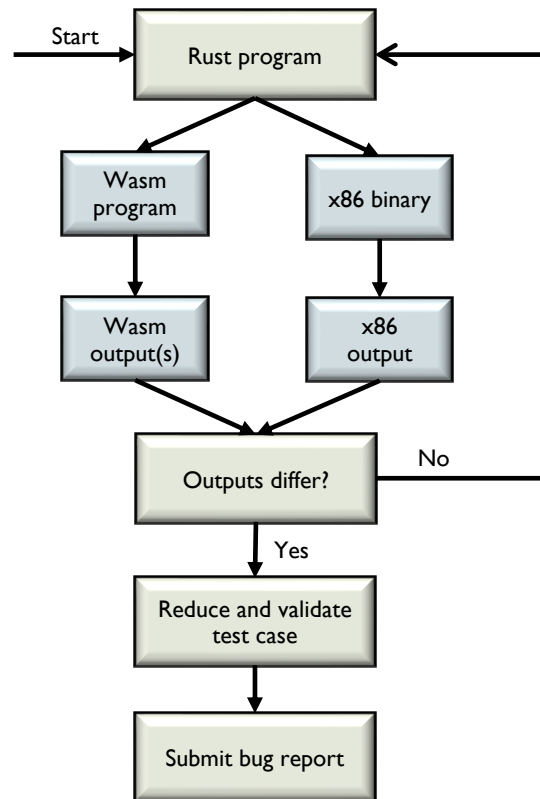 Start
Rust program
Wasm
program
x86 binary
Wasm
output(s)
x86
output
Outputs differ?
No
Yes
Reduce and validate
test case
Submit bug report